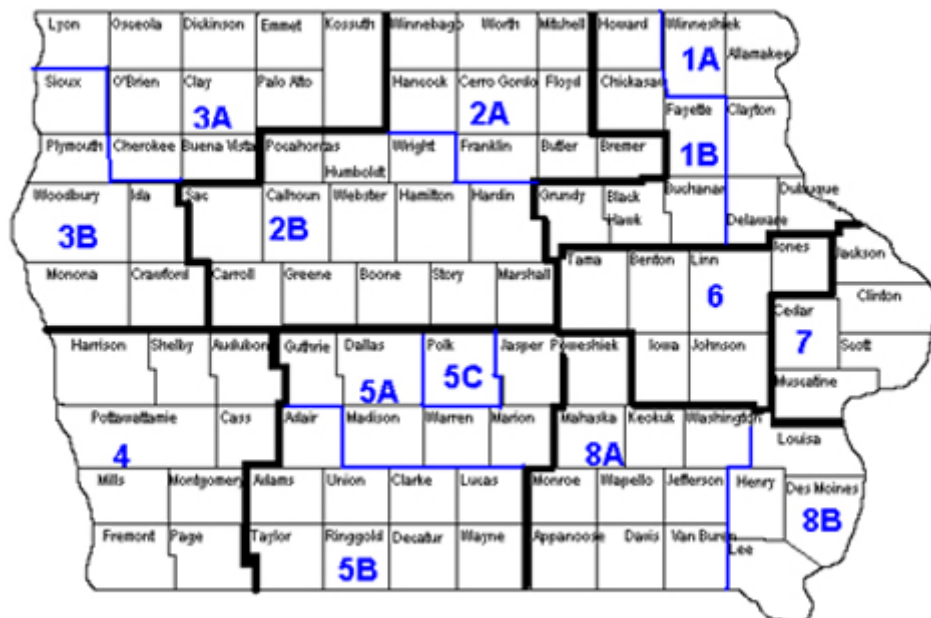 Lyon Osceola Dickinson Emmet Kossuth Winnebago Worth Mitchell Howard Winneshiek
Allamakee
1A
Sioux O'Brien Clay Palo Alto Hancock Cerro Gordo Floyd Chickasaw
3A 2A
Fayette Clayton
Plymouth Cherokee Buena Vista Pocahontas Humboldt Wright Franklin Butler Bremer
1B
Woodbury Ida Sac Calhoun Webster Hamilton Hardin Grundy Black Hawk Buchanan Delaware Dubuque
3B 2B
Monona Crawford Carroll Greene Boone Story Marshall Tama Benton Linn Jones Jackson
6
Clinton
Cedar
Harrison Shelby Audubon Guthrie Dallas Polk Jasper Poweshiek Iowa Johnson Scott
7
5A 5C
Muscatine
Pottawattamie Cass Adair Madison Warren Marion Mahaska Keokuk Washington
Louisa
4 8A
Mills Montgomery Adams Union Clarke Lucas Monroe Wapello Jefferson Henry Des Moines
8B
Fremont Page Taylor Ringgold Decatur Wayne Appanoose Davis Van Buren Lee
5B